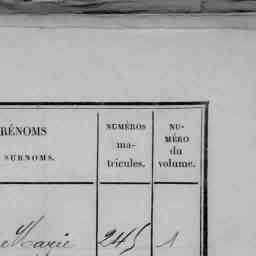 RÉNOMS
SURNOMS.
NUMÉROS
ma-
tricules.
NU-
MÉRO
du
volume.
Marie 245 1